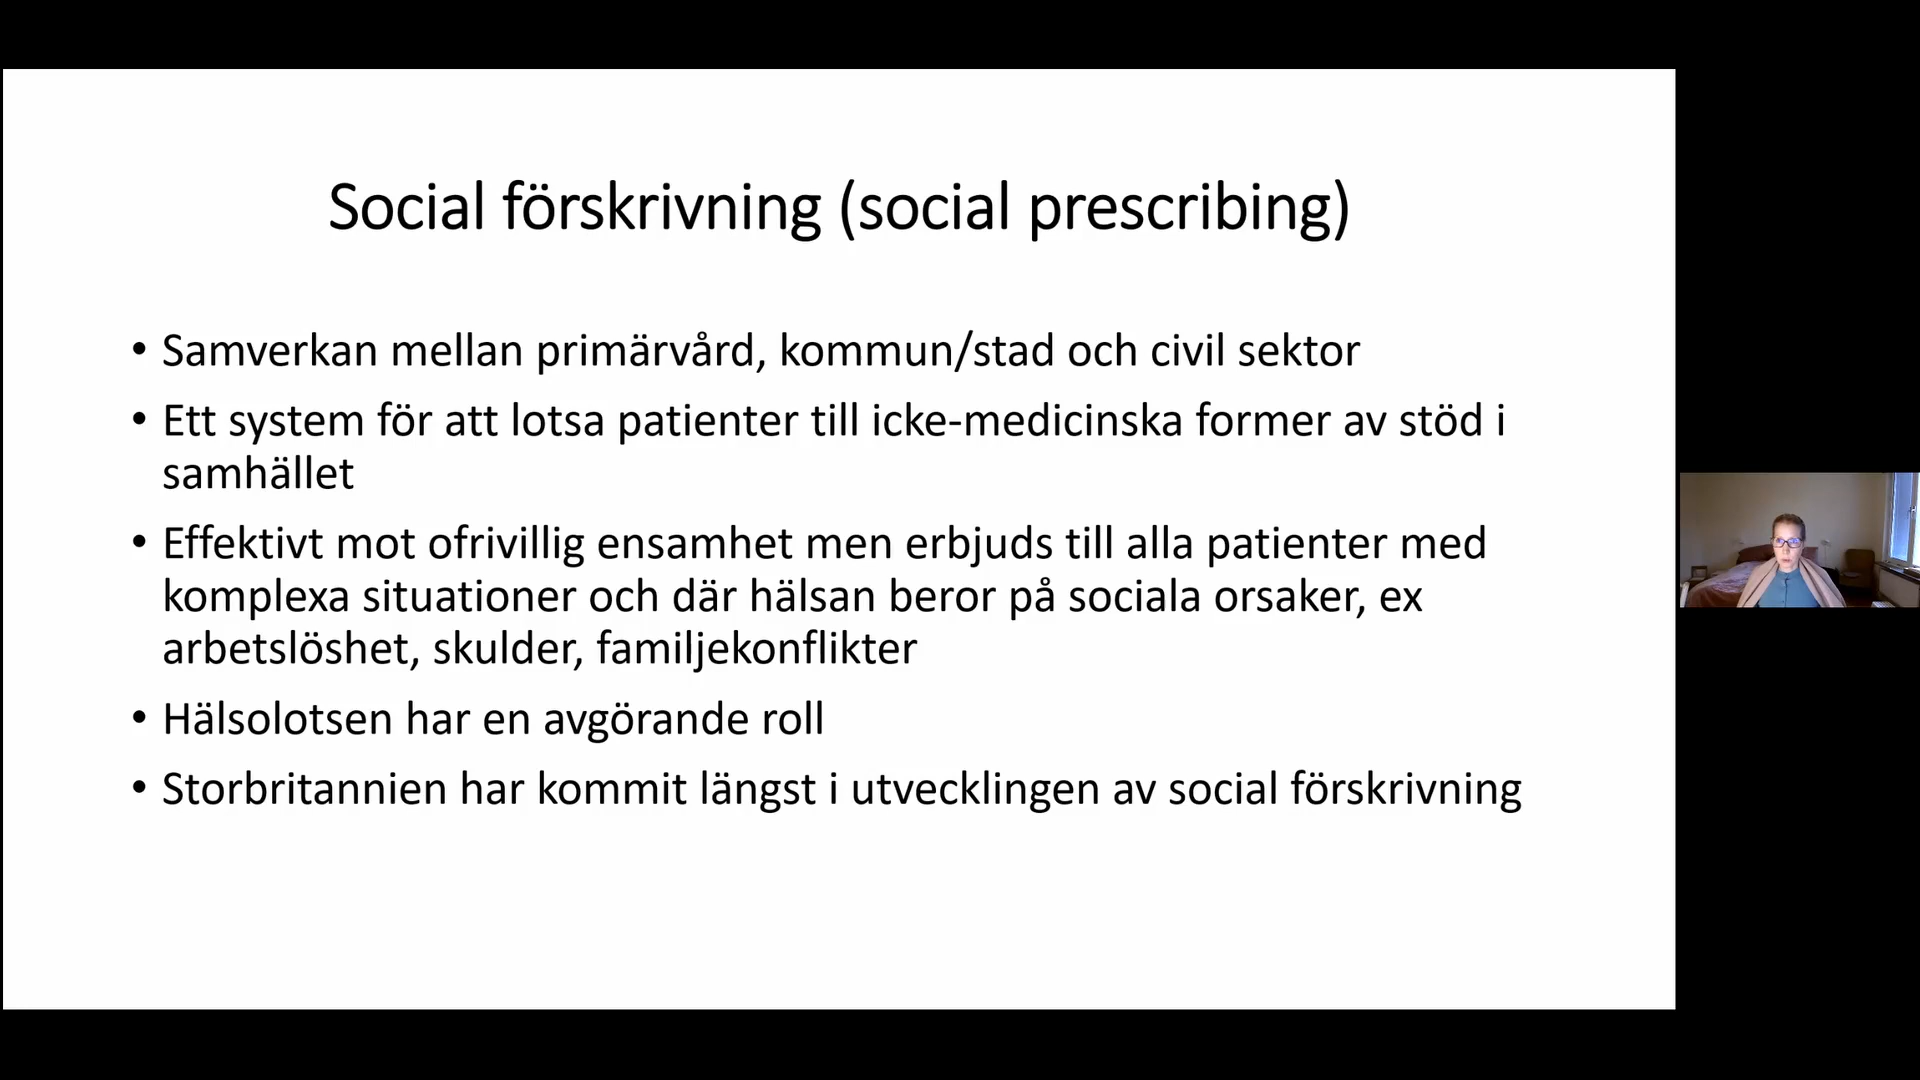 Social förskrivning (social prescribing)
• Samverkan mellan primärvård, kommun/stad och civil sektor
• Ett system för att lotsa patienter till icke-medicinska former av stöd i
samhället
• Effektivt mot ofrivillig ensamhet men erbjuds till alla patienter med
komplexa situationer och där hälsan beror på sociala orsaker, ex
arbetslöshet, skulder, familjekonflikter
• Hälsolotsen har en avgörande roll
• Storbritannien har kommit längst i utvecklingen av social förskrivning